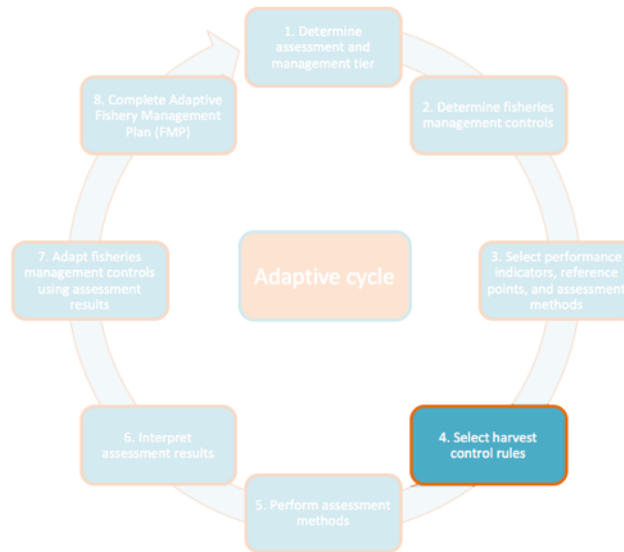 1. Determine
assessment and
management tier
2. Determine fisheries
management controls
3. Select performance
indicators, reference
points, and assessment
methods
4. Select harvest
control rules
5. Perform assessment
methods
6. Interpret
assessment results
7. Adapt fisheries
management controls
using assessment
results
8. Complete Adaptive
Fishery Management
Plan (FMP)
Adaptive cycle